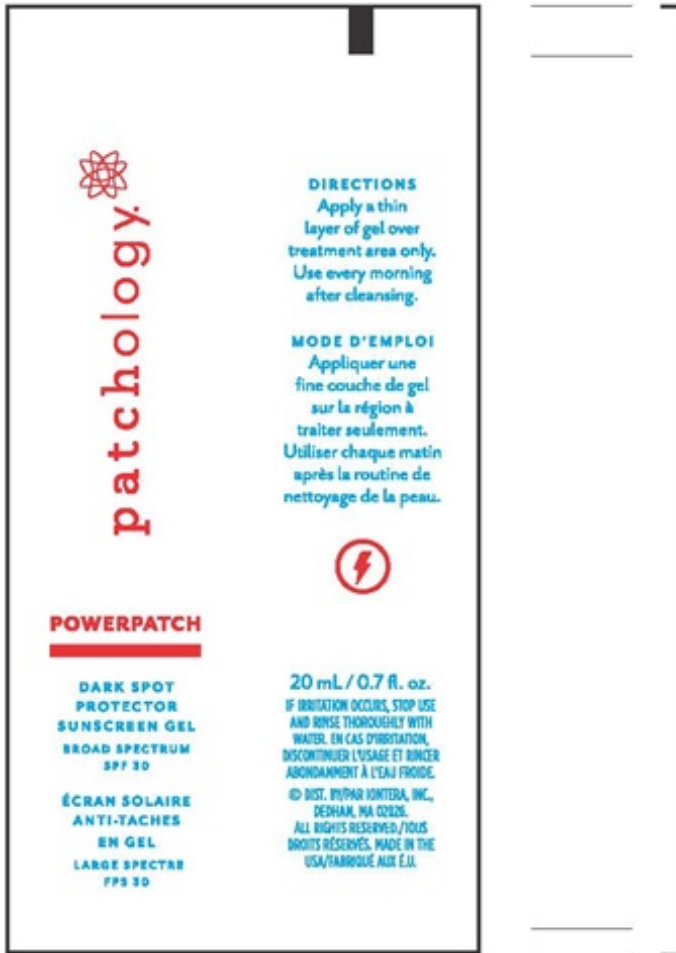 patchology.
POWERPATCH
DARK SPOT
PROTECTOR
SUNSCREEN GEL
BROAD SPECTRUM
SPF 30
ÉCRAN SOLAIRE
ANTI-TACHES
EN GEL
LARGE SPECTRE
FPS 30
DIRECTIONS
Apply a thin
layer of gel over
treatment area only.
Use every morning
after cleansing.
MODE D'EMPLOI
Appliquer une
fine couche de gel
sur la région à
traiter seulement.
Utiliser chaque matin
après la routine de
nettoyage de la peau.
20 mL / 0.7 fl. oz.
IF IRRITATION OCCURS, STOP USE
AND RINSE THOROUGHLY WITH
WATER. EN CAS D'IRRITATION,
DISCONTINUER L'USAGE ET RINCER
ABONDAMMENT À L'EAU FROIDE.
© DIST. BY/PAR IONTERA, INC.,
DEDHAM, MA 02026.
ALL RIGHTS RESERVED./TOUS
DROITS RÉSERVÉS. MADE IN THE
USA/FABRIQUÉ AUX É.U.